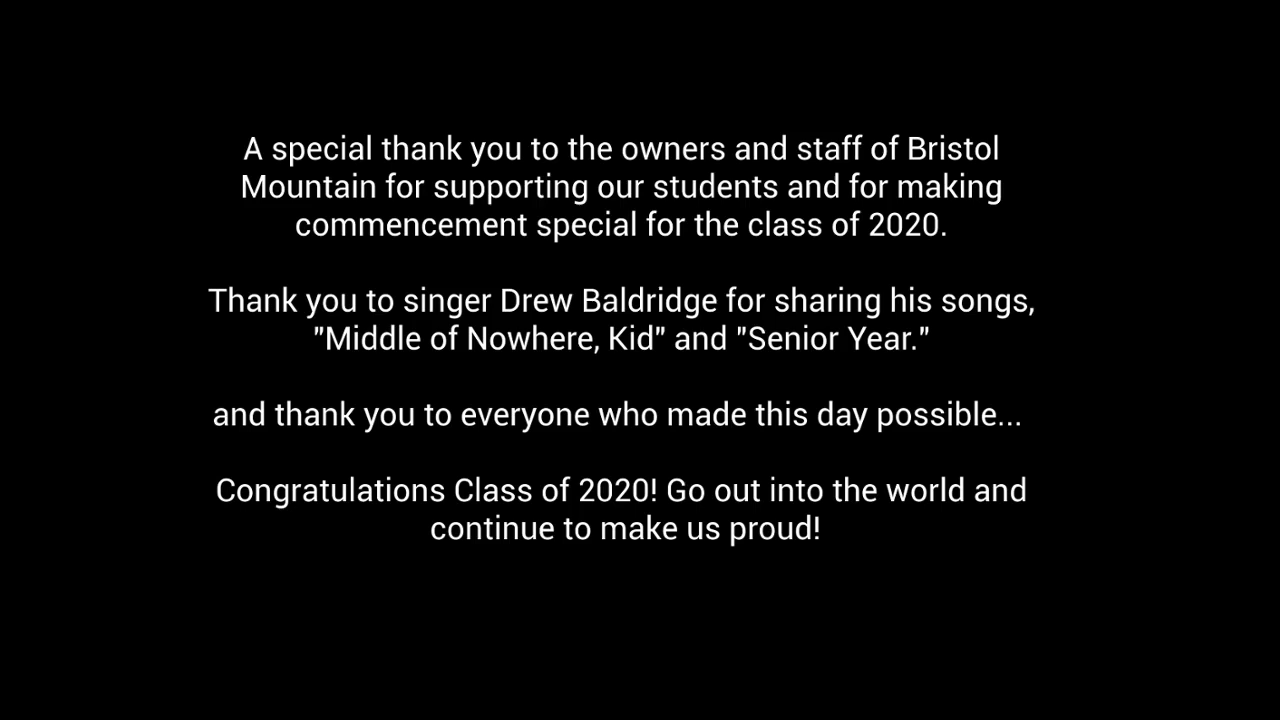 A special thank you to the owners and staff of Bristol
Mountain for supporting our students and for making
commencement special for the class of 2020.
Thank you to singer Drew Baldridge for sharing his songs,
"Middle of Nowhere, Kid" and "Senior Year."
and thank you to everyone who made this day possible...
Congratulations Class of 2020! Go out into the world and
continue to make us proud!